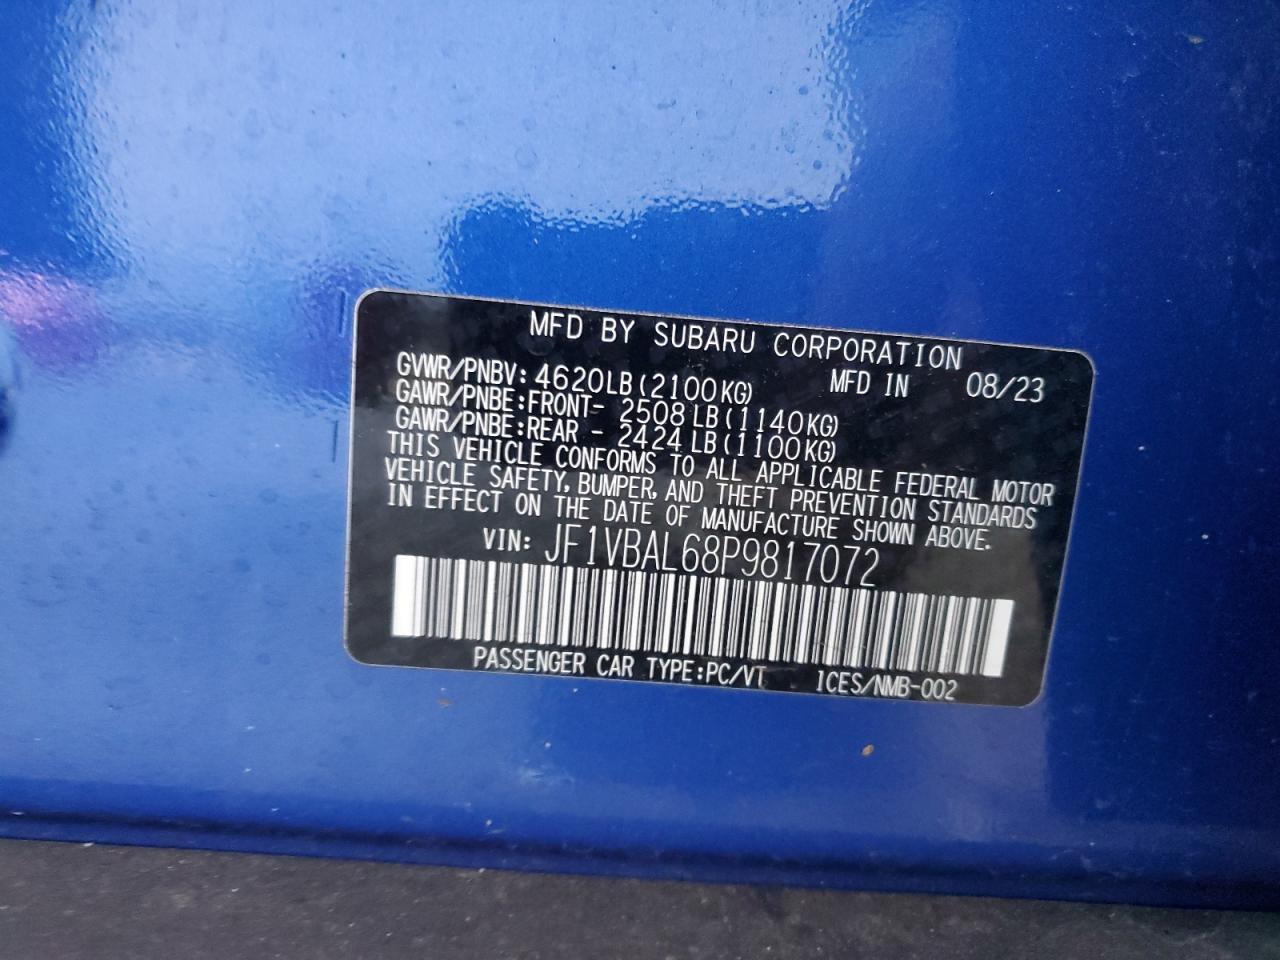 MFD BY SUBARU CORPORATION
GVWR/PNBV: 4620LB(2100KG) MFD IN 08/23
GAWR/PNBE:FRONT- 2508LB(1140KG)
GAWR/PNBE:REAR - 2424LB(1100KG)
THIS VEHICLE CONFORMS TO ALL APPLICABLE FEDERAL MOTOR
VEHICLE SAFETY, BUMPER, AND THEFT PREVENTION STANDARDS
IN EFFECT ON THE DATE OF MANUFACTURE SHOWN ABOVE.
VIN: JF1VBAL68P9817072
PASSENGER CAR TYPE:PC/VT ICES/NMB-002